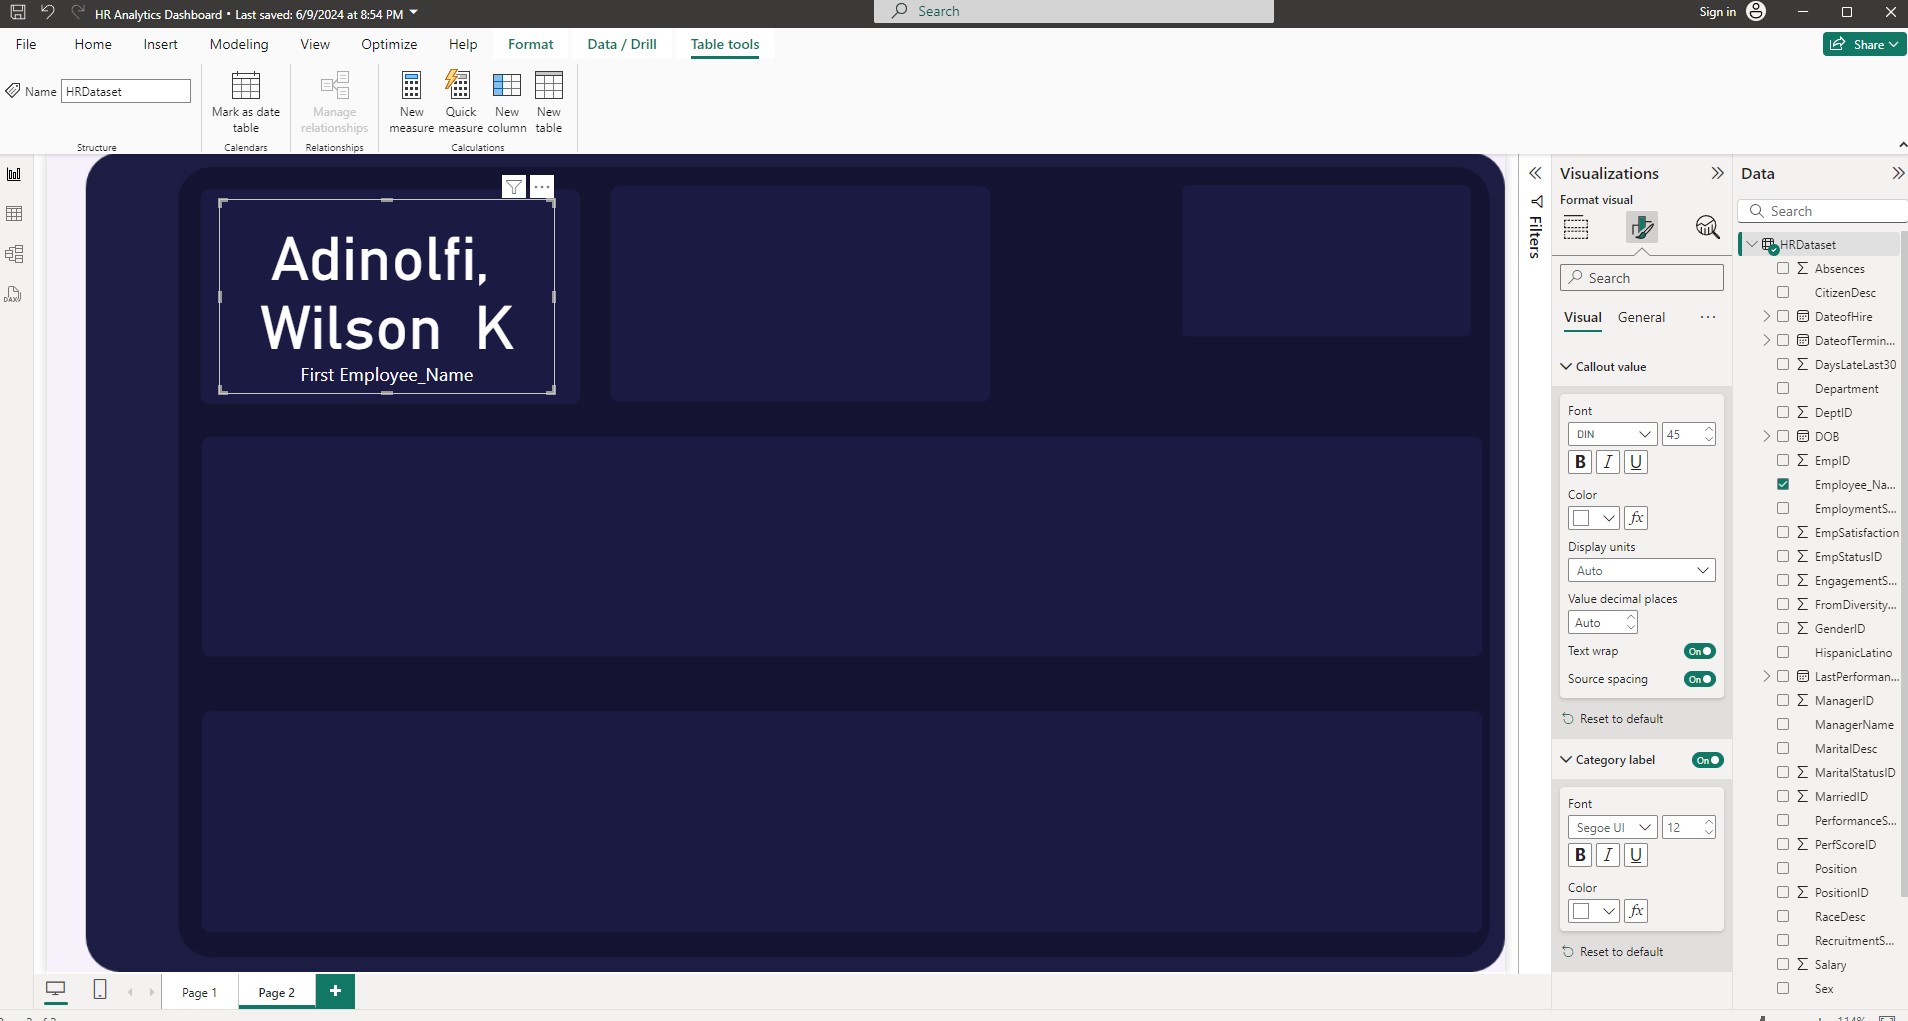 HR Analytics Dashboard • Last saved: 6/9/2024 at 8:54 PM
Search
Sign in
File Home Insert Modeling View Optimize Help Format Data / Drill Table tools
Share
Name HRDataset
Mark as date table
Manage relationships
New measure
Quick measure
New column
New table
Structure Calendars Relationships Calculations
Adinolfi,
Wilson K
First Employee_Name
Filters
Visualizations
Format visual
Search
Visual General
Callout value
Font
DIN 45
B I U
Color
fx
Display units
Auto
Value decimal places
Auto
Text wrap On
Source spacing On
Reset to default
Category label On
Font
Segoe UI 12
B I U
Color
fx
Reset to default
Data
Search
HRDataset
Absences
CitizenDesc
DateofHire
DateofTermin...
DaysLateLast30
Department
DeptID
DOB
EmpID
Employee_Na...
EmploymentS...
EmpSatisfaction
EmpStatusID
EngagementS...
FromDiversity...
GenderID
HispanicLatino
LastPerforman...
ManagerID
ManagerName
MaritalDesc
MaritalStatusID
MarriedID
PerformanceS...
PerfScoreID
Position
PositionID
RaceDesc
RecruitmentS...
Salary
Sex
DAX
Page 1 Page 2 +